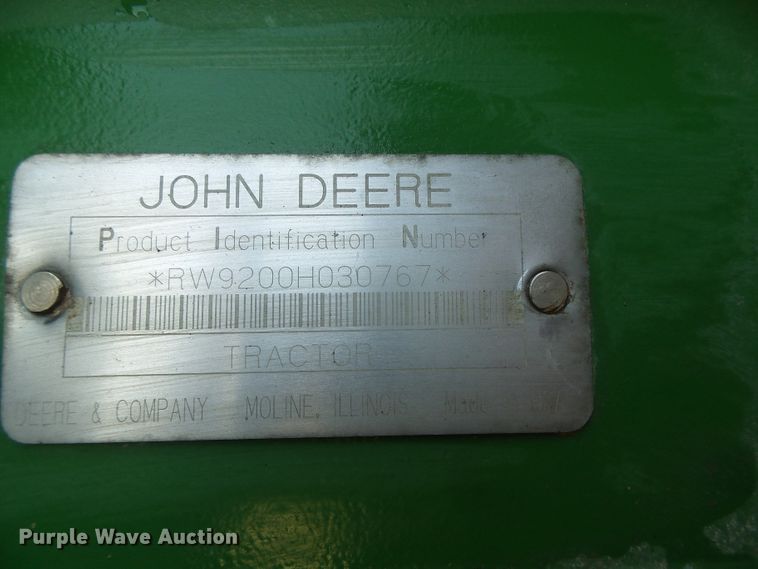 JOHN DEERE
Product Identification Number
*RW9200H030767*
TRACTOR
DEERE & COMPANY MOLINE, ILLINOIS
Purple Wave Auction